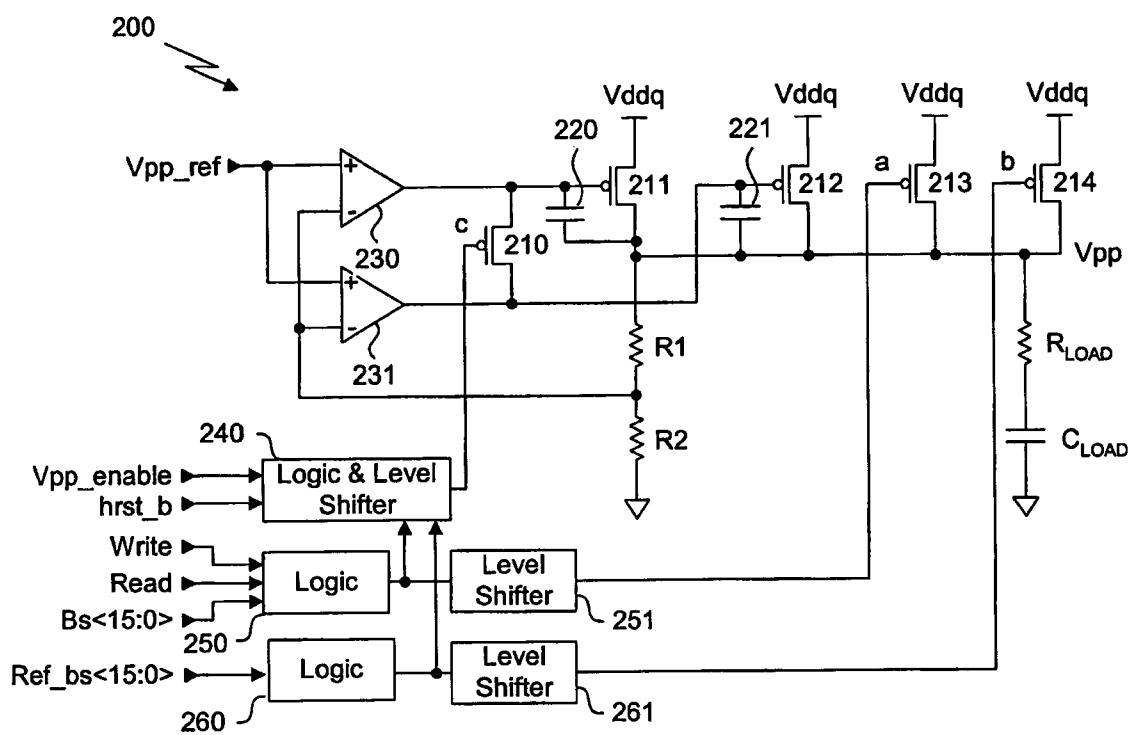 200
Vddq
Vddq
Vddq
Vddq
220
221
Vpp_ref
+
-
230
211
212
a
213
b
214
c
210
Vpp
+
-
231
R1
R2
RLOAD
CLOAD
240
Vpp_enable
hrst_b
Logic & Level
Shifter
Write
Read
Bs<15:0>
Logic
250
Level
Shifter
251
Ref_bs<15:0>
Logic
260
Level
Shifter
261